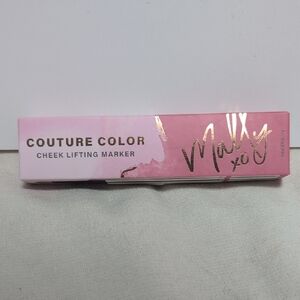 COUTURE COLOR
CHEEK LIFTING MARKER
Mally
xo